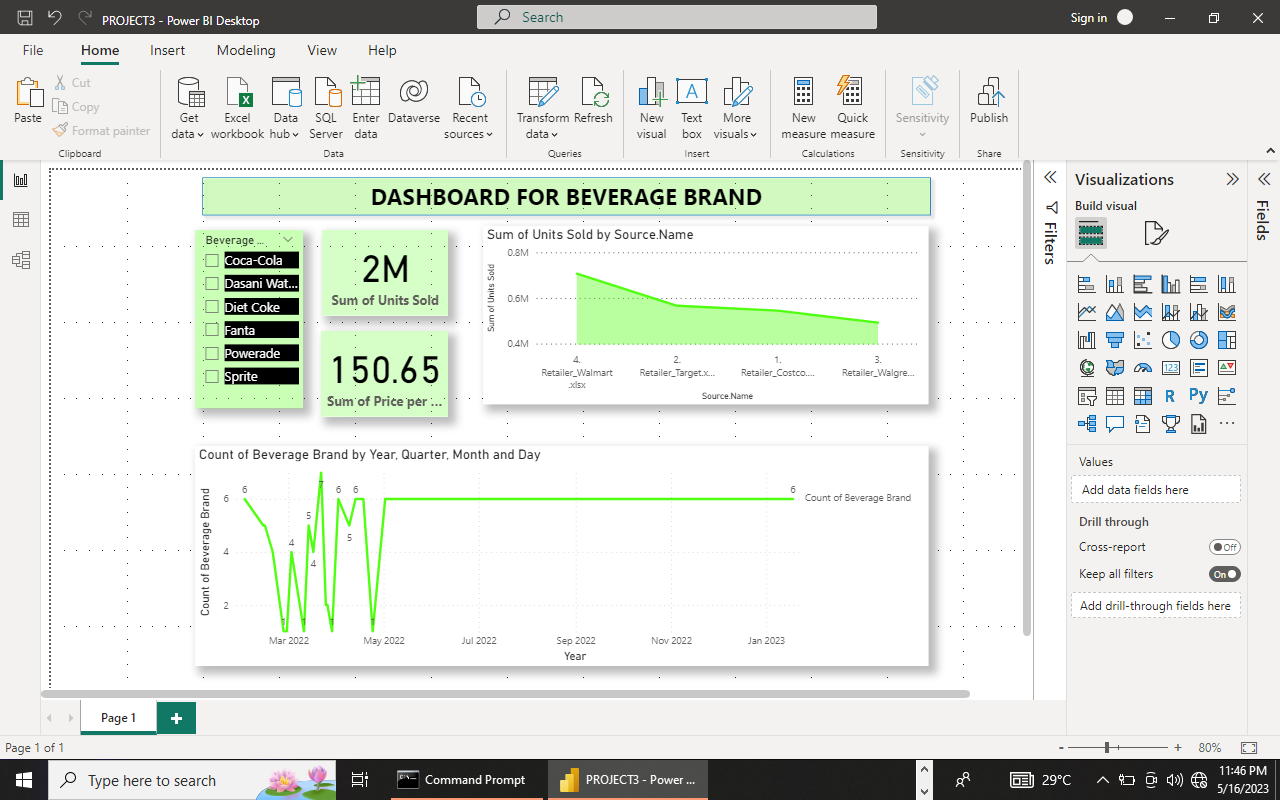 PROJECT3 - Power BI Desktop
Search
Sign in
File Home Insert Modeling View Help
Paste
Cut
Copy
Format painter
Clipboard
Get data
Excel workbook
Data hub
SQL Server
Enter data
Dataverse
Recent sources
Data
Transform data
Refresh
Queries
New visual
Text box
More visuals
Insert
New measure
Quick measure
Calculations
Sensitivity
Sensitivity
Publish
Share
DASHBOARD FOR BEVERAGE BRAND
Beverage ...
Coca-Cola
Dasani Wat...
Diet Coke
Fanta
Powerade
Sprite
2M
Sum of Units Sold
150.65
Sum of Price per ...
Sum of Units Sold by Source.Name
Sum of Units Sold
0.8M
0.6M
0.4M
4. Retailer_Walmart .xlsx
2. Retailer_Target.x...
1. Retailer_Costco....
3. Retailer_Walgre...
Source.Name
Count of Beverage Brand by Year, Quarter, Month and Day
Count of Beverage Brand
6
4
2
6
1
4
1
5
4
7
1
6
5
6
1
6
Count of Beverage Brand
Mar 2022 May 2022 Jul 2022 Sep 2022 Nov 2022 Jan 2023
Year
Filters
Visualizations
Build visual
123
R
Py
Values
Add data fields here
Drill through
Cross-report
Off
Keep all filters
On
Add drill-through fields here
Fields
Page 1
Page 1 of 1
- + 80%
Type here to search
Command Prompt
PROJECT3 - Power ...
29°C
11:46 PM
5/16/2023